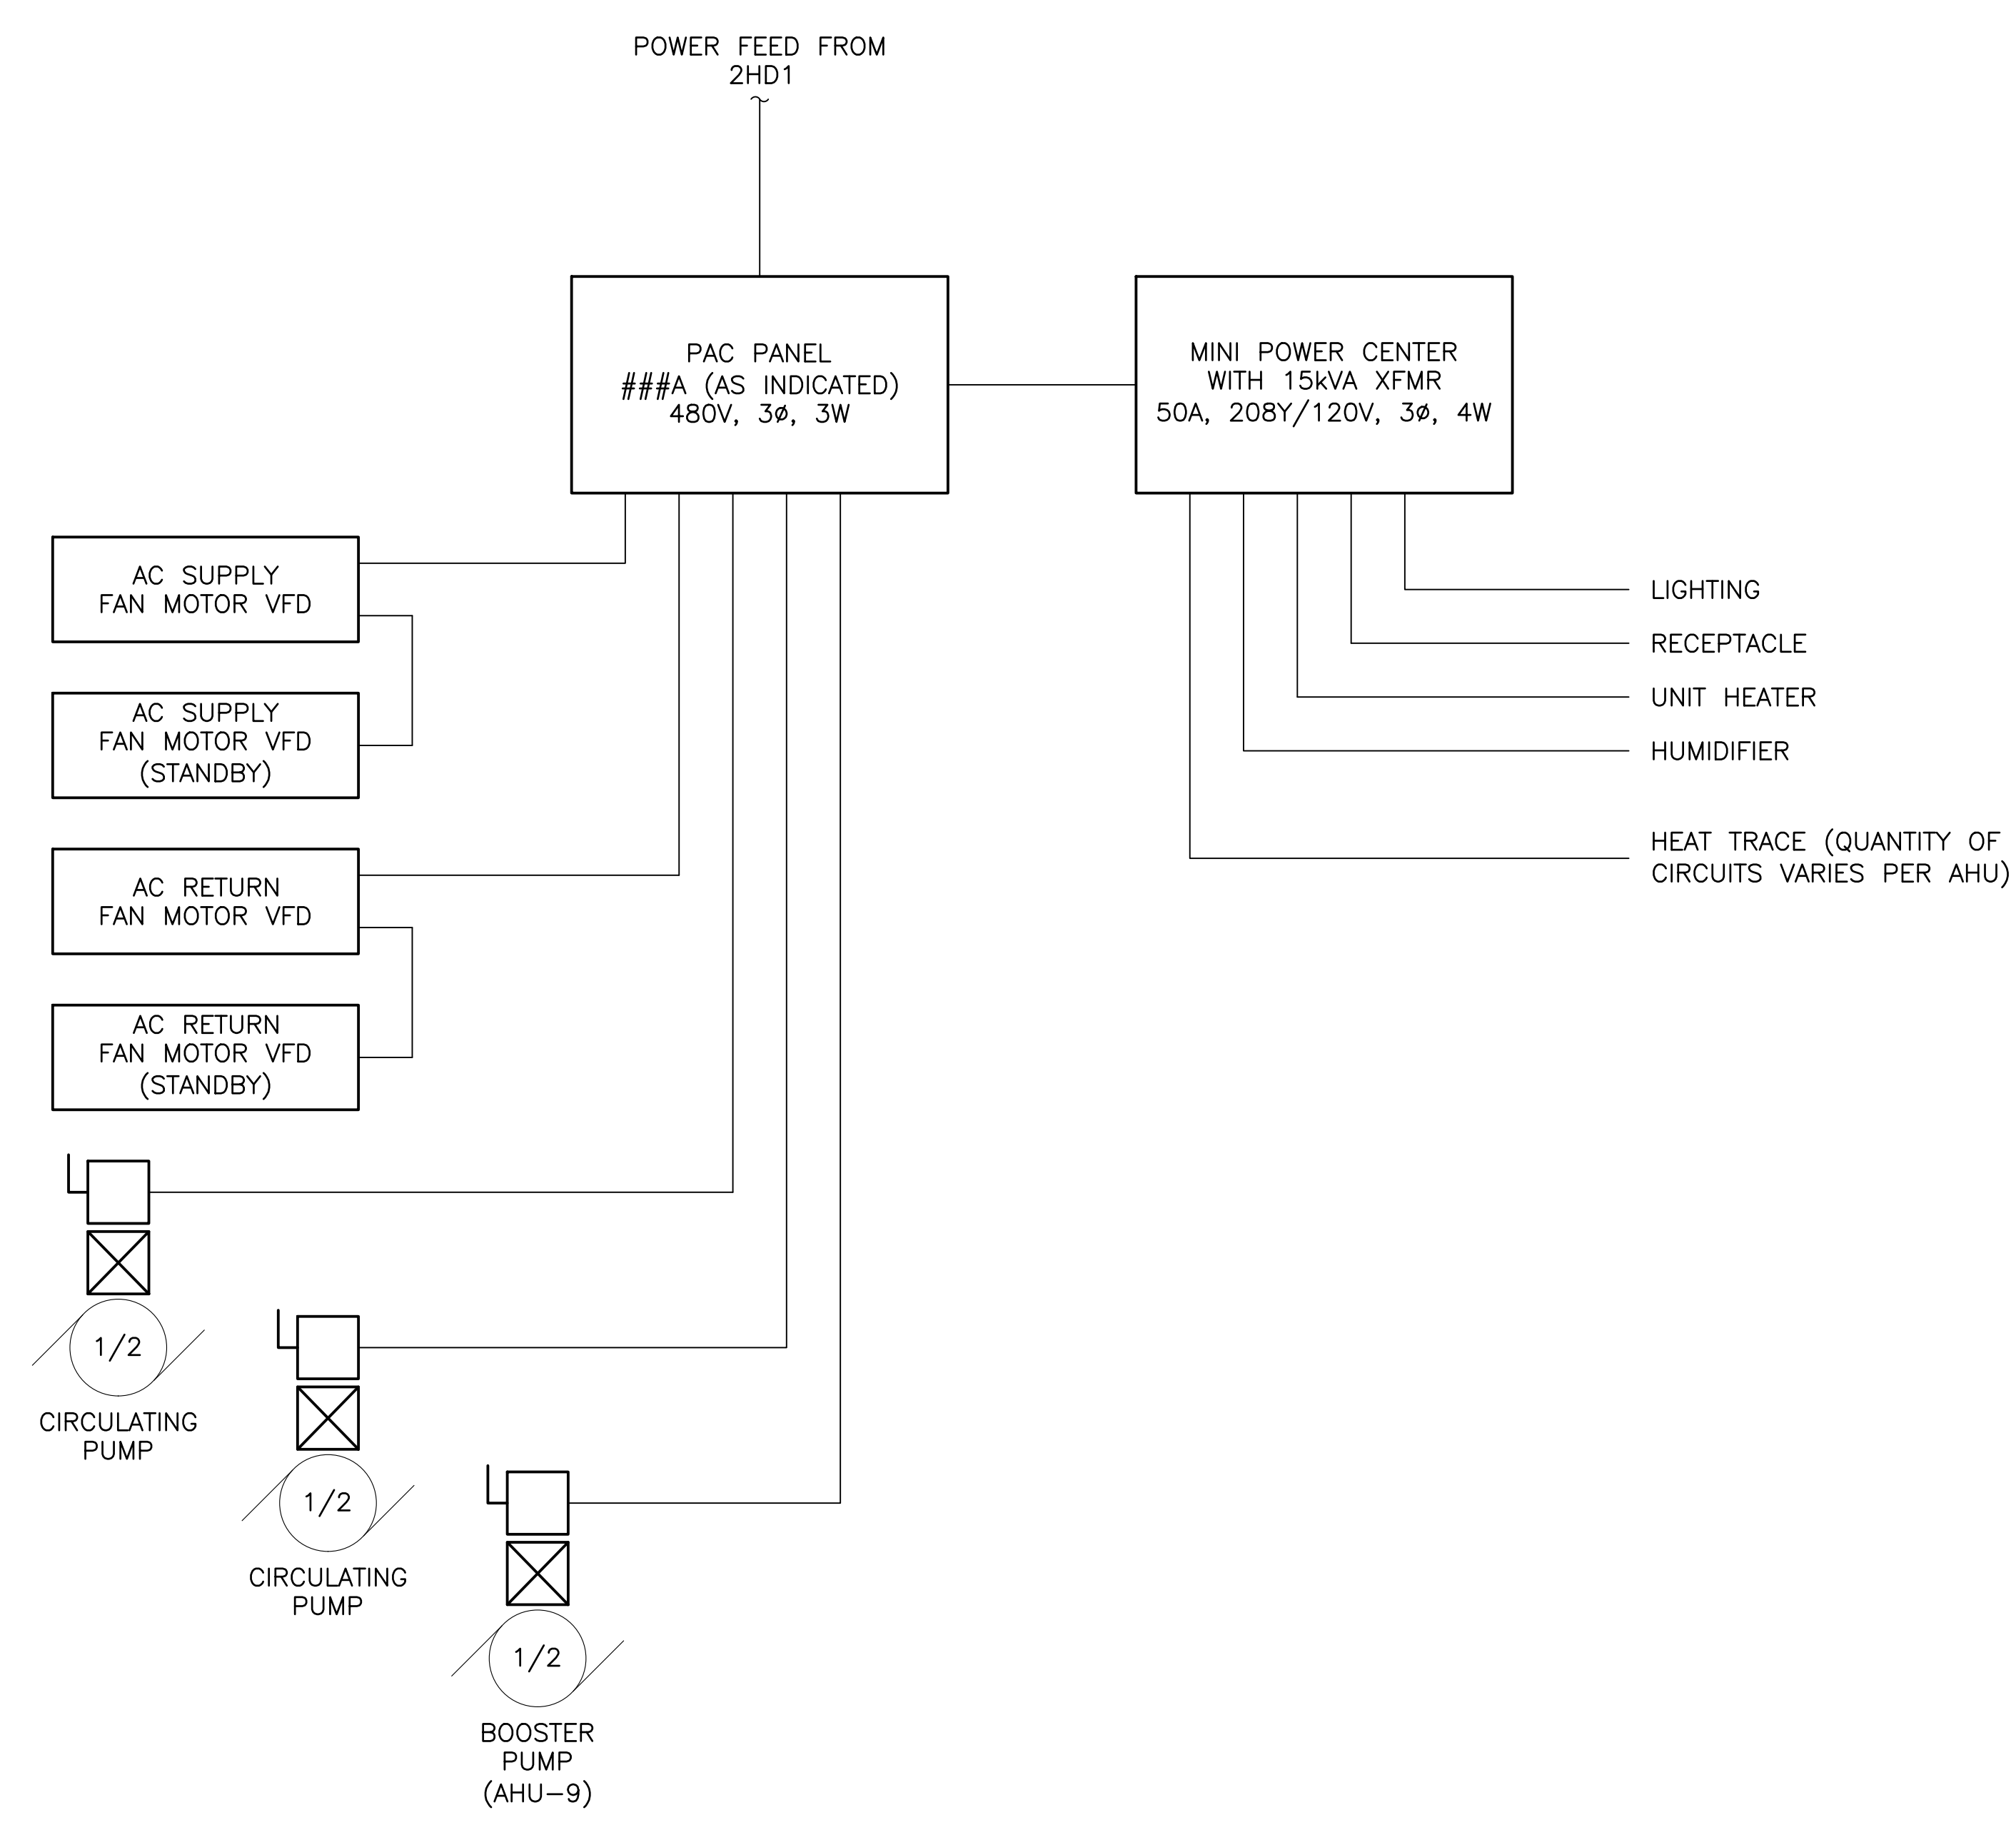 POWER FEED FROM
2HD1
PAC PANEL
###A (AS INDICATED)
480V, 3ø, 3W
MINI POWER CENTER
WITH 15kVA XFMR
50A, 208Y/120V, 3ø, 4W
AC SUPPLY
FAN MOTOR VFD
AC SUPPLY
FAN MOTOR VFD
(STANDBY)
AC RETURN
FAN MOTOR VFD
AC RETURN
FAN MOTOR VFD
(STANDBY)
LIGHTING
RECEPTACLE
UNIT HEATER
HUMIDIFIER
HEAT TRACE (QUANTITY OF
CIRCUITS VARIES PER AHU)
1/2
CIRCULATING
PUMP
1/2
CIRCULATING
PUMP
1/2
BOOSTER
PUMP
(AHU-9)